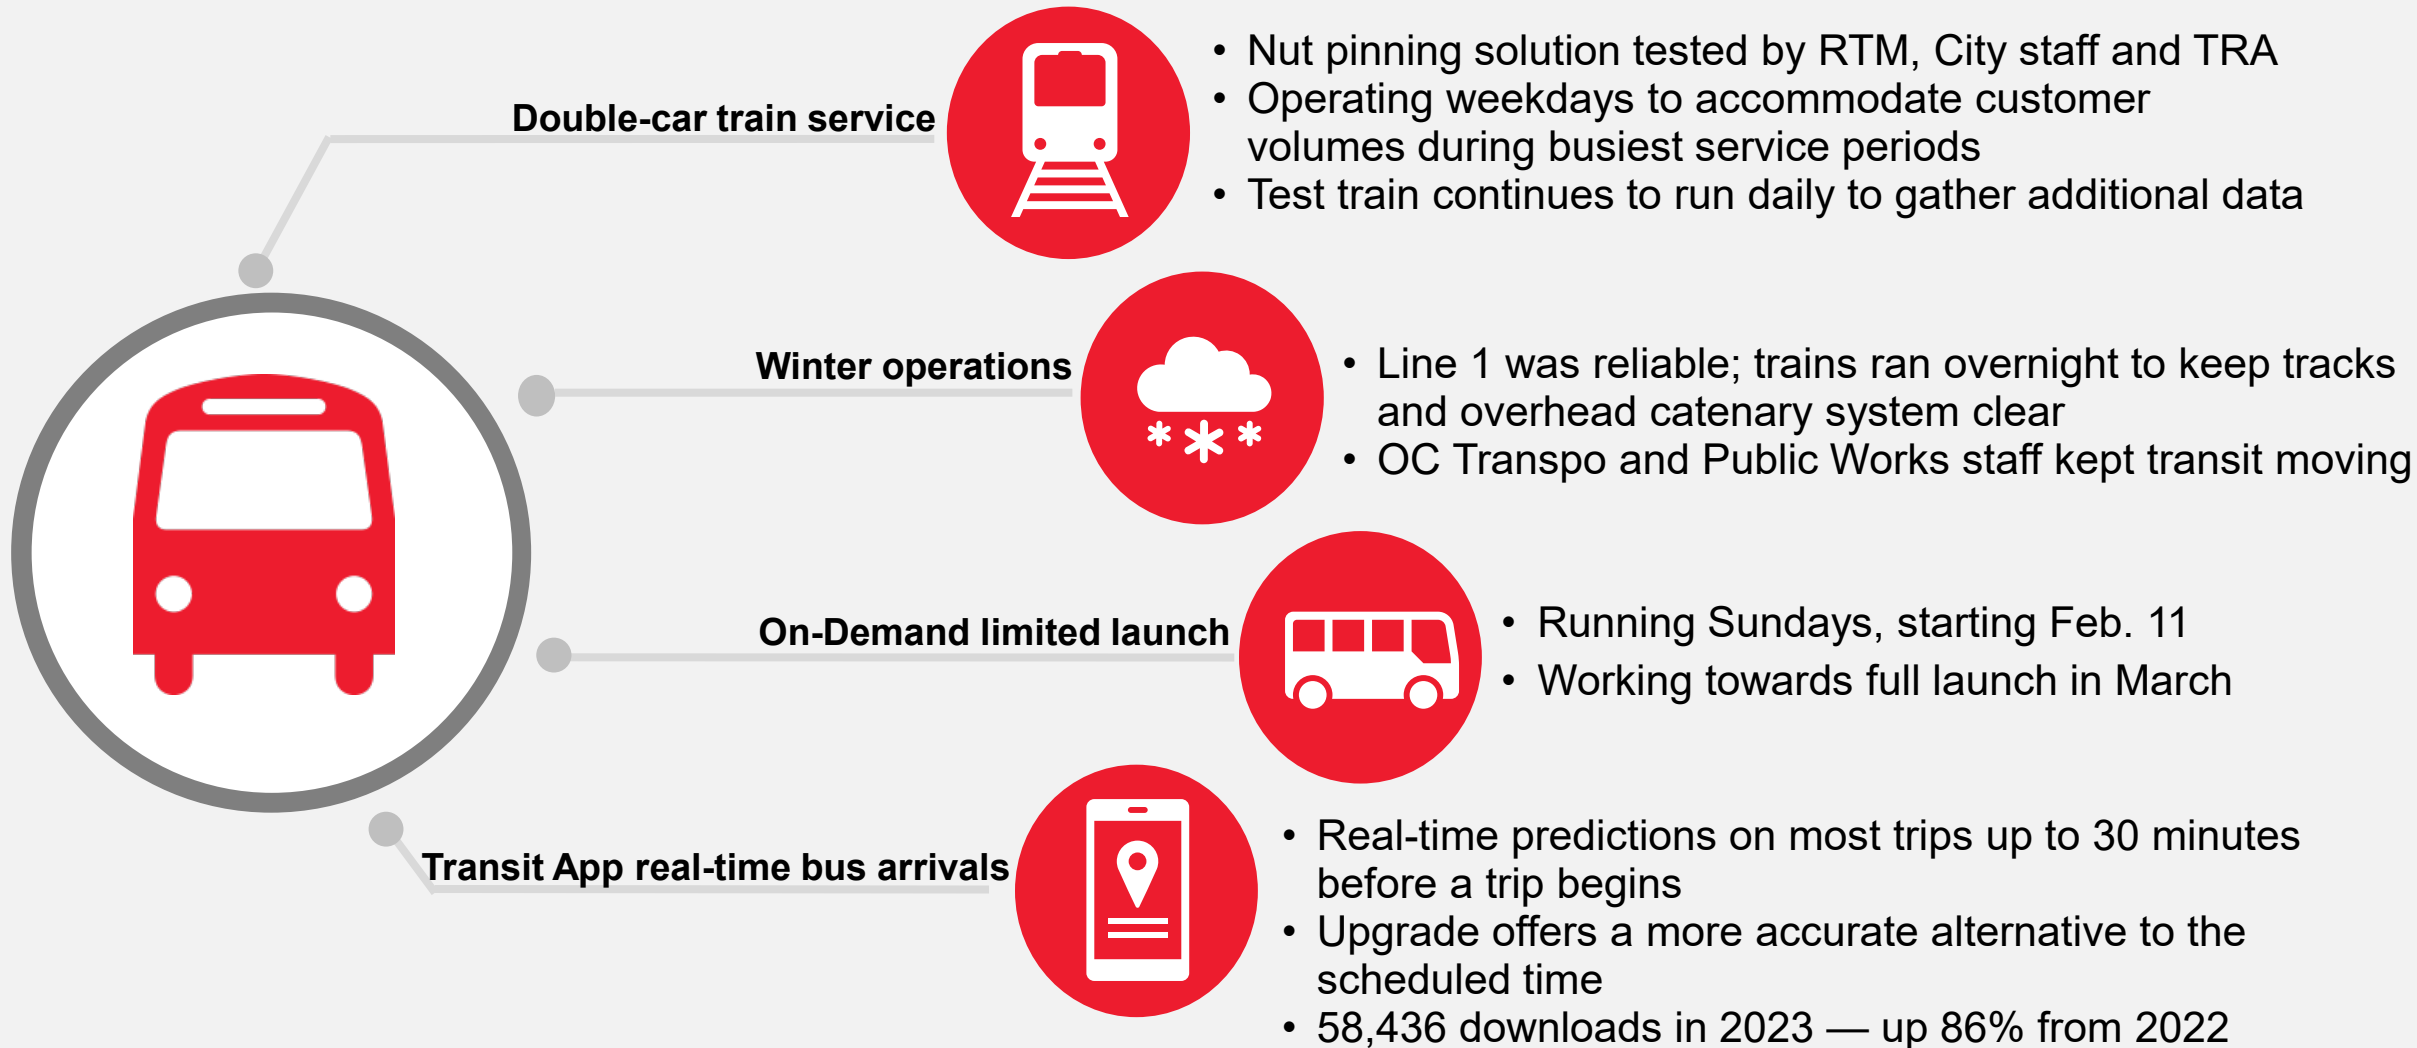 Double-car train service
• Nut pinning solution tested by RTM, City staff and TRA
• Operating weekdays to accommodate customer
volumes during busiest service periods
• Test train continues to run daily to gather additional data
Winter operations
• Line 1 was reliable; trains ran overnight to keep tracks
and overhead catenary system clear
• OC Transpo and Public Works staff kept transit moving
On-Demand limited launch
• Running Sundays, starting Feb. 11
• Working towards full launch in March
Transit App real-time bus arrivals
• Real-time predictions on most trips up to 30 minutes
before a trip begins
• Upgrade offers a more accurate alternative to the
scheduled time
• 58,436 downloads in 2023 — up 86% from 2022